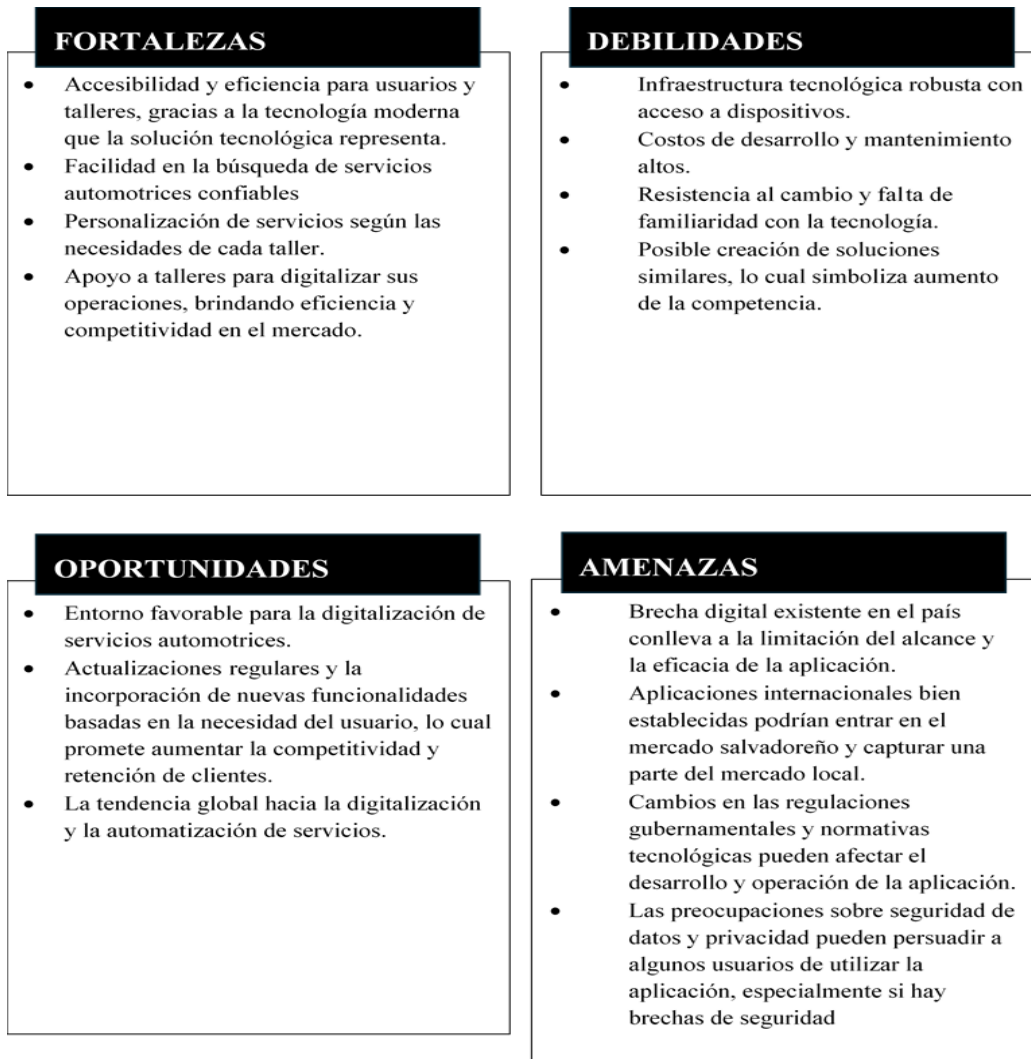 FORTALEZAS
• Accesibilidad y eficiencia para usuarios y
talleres, gracias a la tecnología moderna
que la solución tecnológica representa.
• Facilidad en la búsqueda de servicios
automotrices confiables
• Personalización de servicios según las
necesidades de cada taller.
• Apoyo a talleres para digitalizar sus
operaciones, brindando eficiencia y
competitividad en el mercado.
DEBILIDADES
• Infraestructura tecnológica robusta con
acceso a dispositivos.
• Costos de desarrollo y mantenimiento
altos.
• Resistencia al cambio y falta de
familiaridad con la tecnología.
• Posible creación de soluciones
similares, lo cual simboliza aumento
de la competencia.
OPORTUNIDADES
• Entorno favorable para la digitalización de
servicios automotrices.
• Actualizaciones regulares y la
incorporación de nuevas funcionalidades
basadas en la necesidad del usuario, lo cual
promete aumentar la competitividad y
retención de clientes.
• La tendencia global hacia la digitalización
y la automatización de servicios.
AMENAZAS
• Brecha digital existente en el país
conlleva a la limitación del alcance y
la eficacia de la aplicación.
• Aplicaciones internacionales bien
establecidas podrían entrar en el
mercado salvadoreño y capturar una
parte del mercado local.
• Cambios en las regulaciones
gubernamentales y normativas
tecnológicas pueden afectar el
desarrollo y operación de la aplicación.
• Las preocupaciones sobre seguridad de
datos y privacidad pueden persuadir a
algunos usuarios de utilizar la
aplicación, especialmente si hay
brechas de seguridad